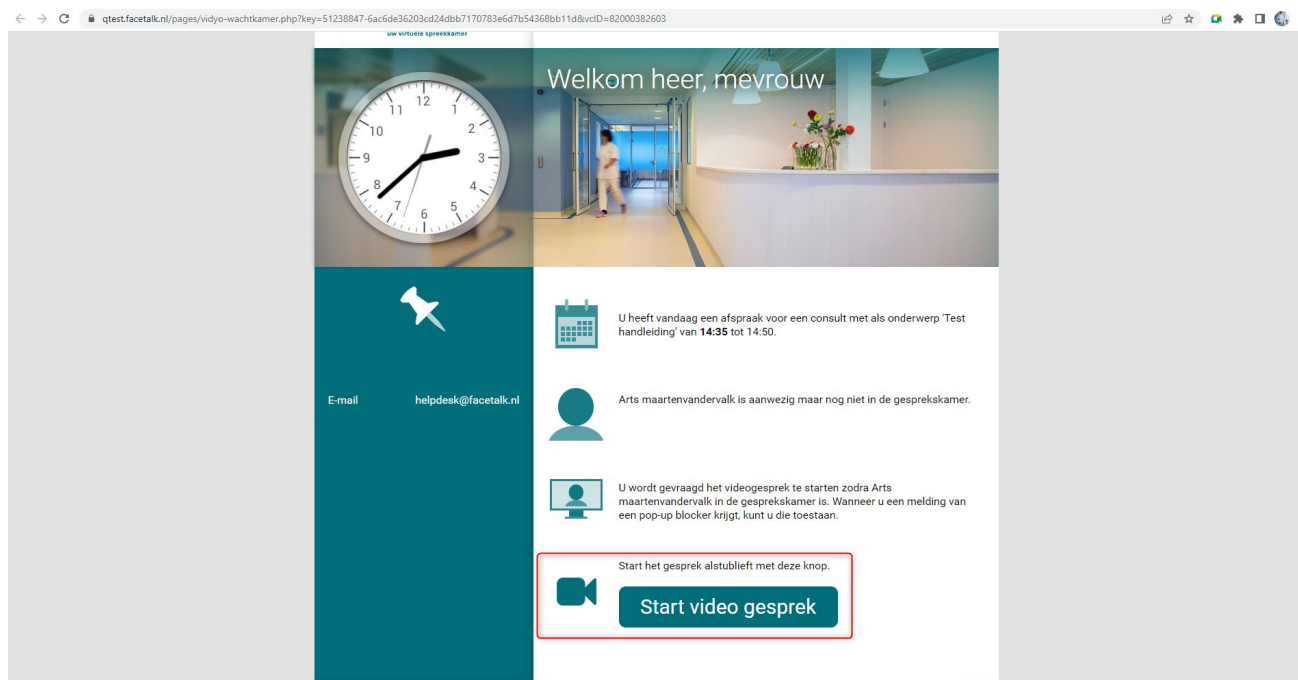 qtest.facetalk.nl/pages/vidyo-wachtkamer.php?key=51238847-6ac6de36203cd24dbb7170783e6d7b54368bb11d&vcID=82000382603
uw virtuele spreekkamer
Welkom heer, mevrouw
12
1
2
3
4
5
6
7
8
9
10
11
U heeft vandaag een afspraak voor een consult met als onderwerp 'Test
handleiding' van 14:35 tot 14:50.
E-mail helpdesk@facetalk.nl
Arts maartenvandervalk is aanwezig maar nog niet in de gesprekskamer.
U wordt gevraagd het videogesprek te starten zodra Arts
maartenvandervalk in de gesprekskamer is. Wanneer u een melding van
een pop-up blocker krijgt, kunt u die toestaan.
Start het gesprek alstublieft met deze knop.
Start video gesprek